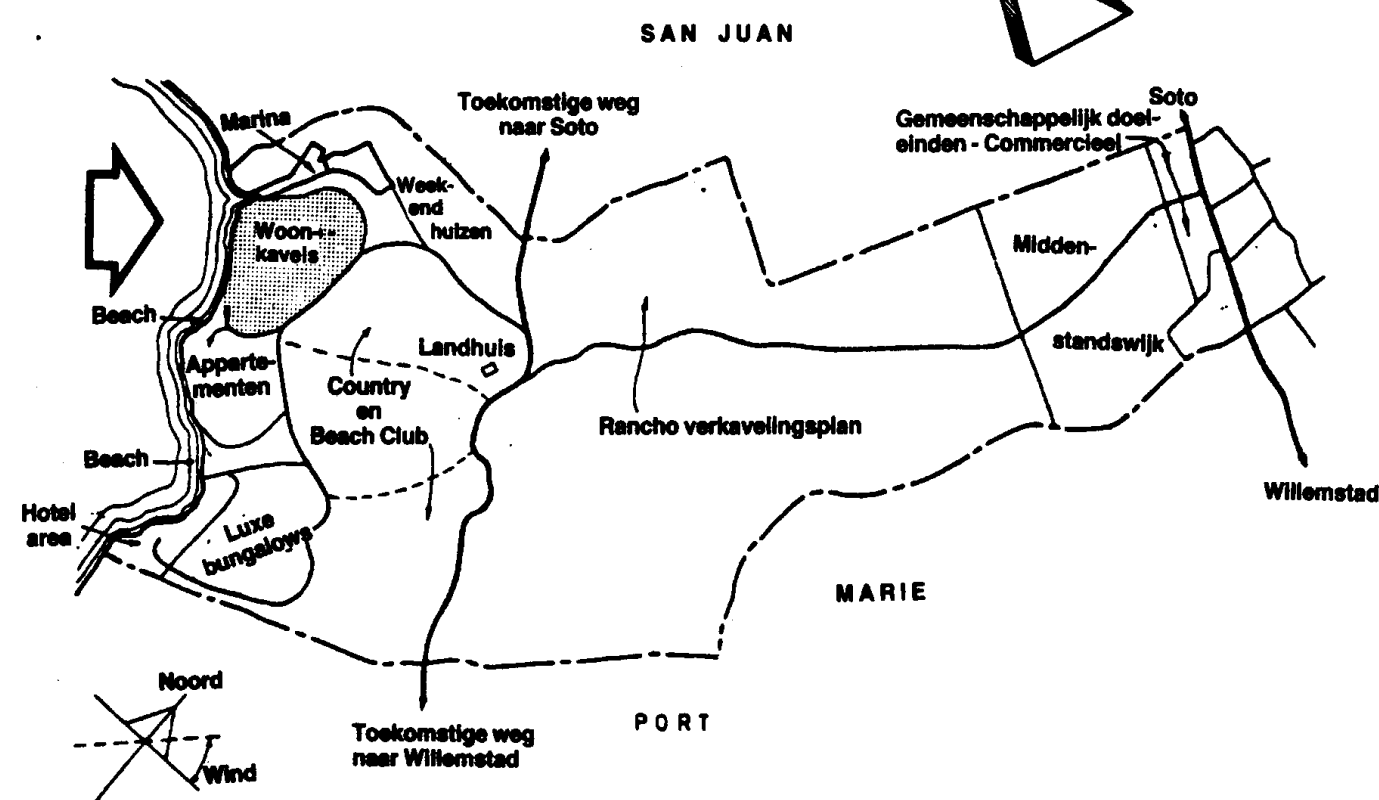 SAN JUAN
Soto
Toekomstige weg
naar Soto
Gemeenschappelijk doel-
einden - Commercieel
Marina
Week-
end
huizen
Woon-
kavels
Midden-
standswijk
Beach
Landhuis
Apparte-
menten
Country
en
Beach Club
Rancho verkavelingsplan
Beach
Willemstad
Hotel
area
Luxe
bungalows
MARIE
Noord
PORT
Toekomstige weg
naar Willemstad
Wind